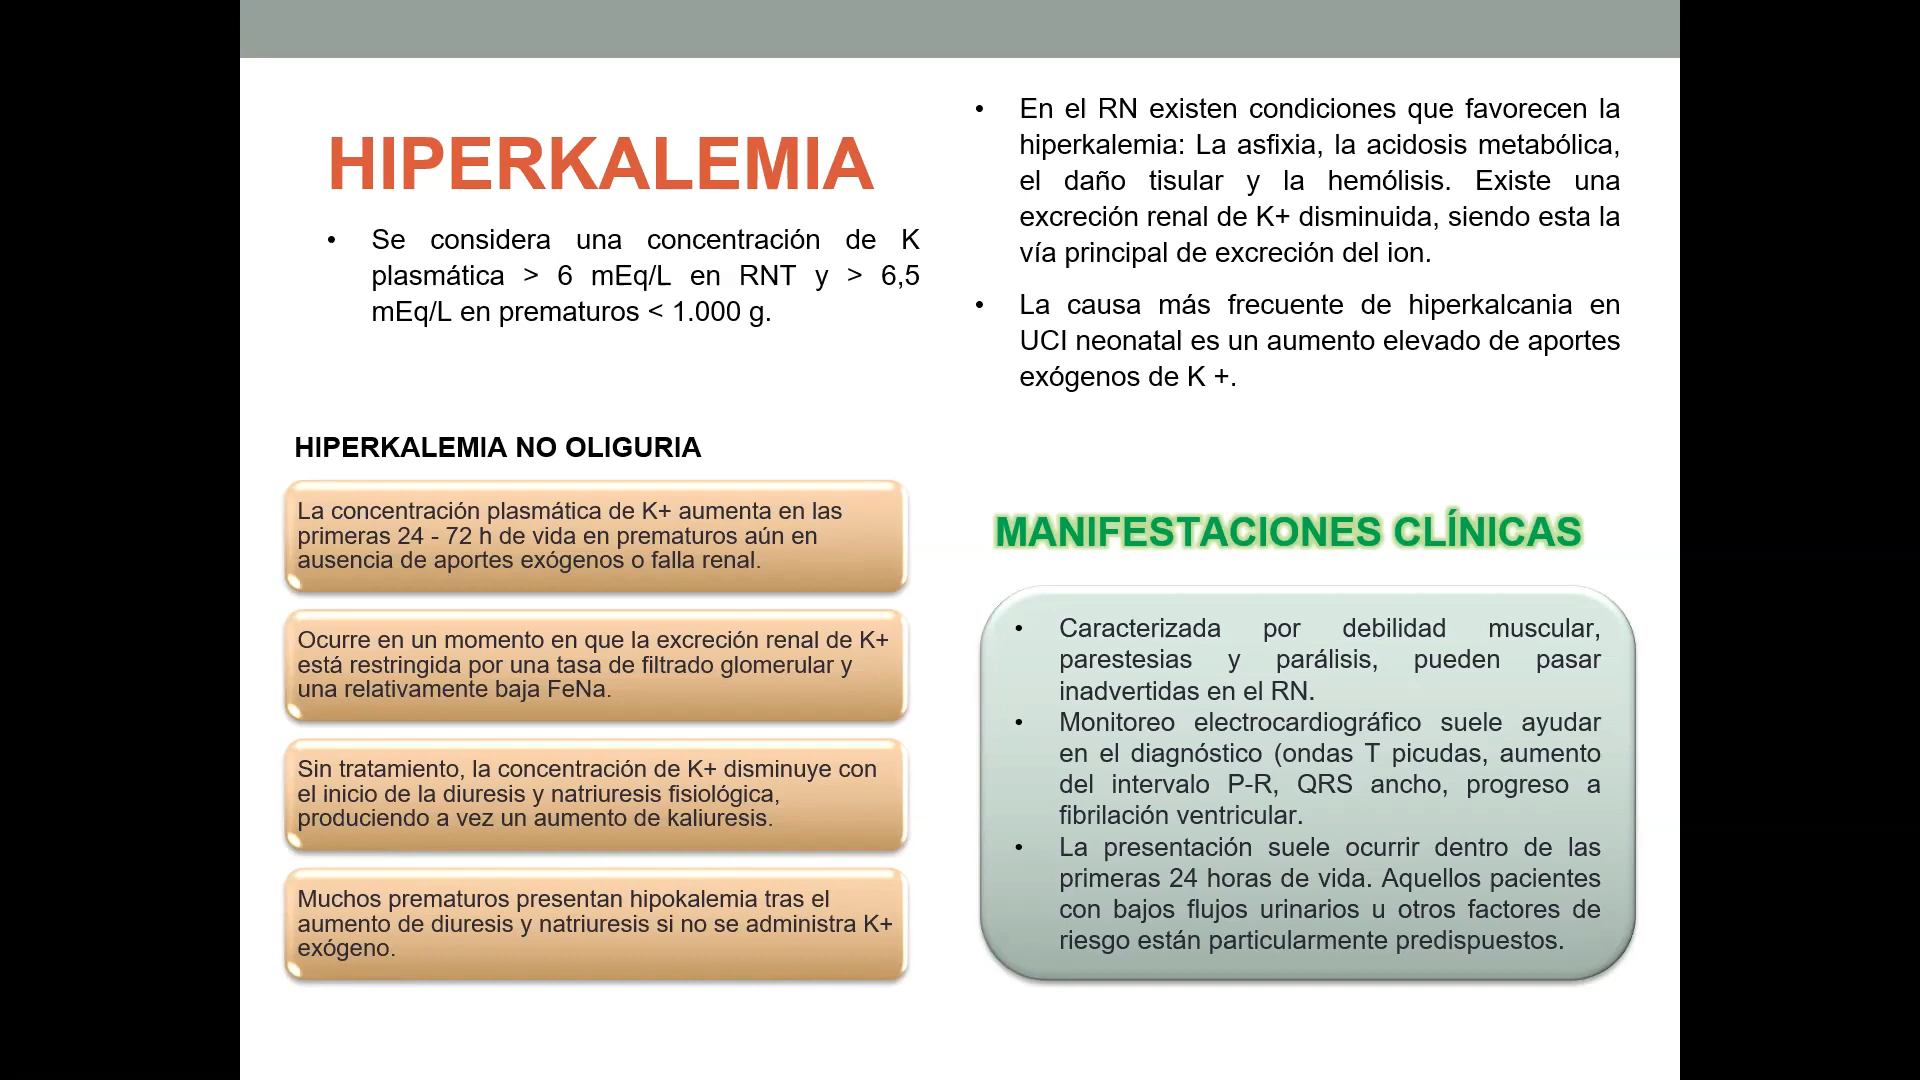 HIPERKALEMIA
• Se considera una concentración de K
plasmática > 6 mEq/L en RNT y > 6,5
mEq/L en prematuros < 1.000 g.
• En el RN existen condiciones que favorecen la
hiperkalemia: La asfixia, la acidosis metabólica,
el daño tisular y la hemólisis. Existe una
excreción renal de K+ disminuida, siendo esta la
vía principal de excreción del ion.
• La causa más frecuente de hiperkalcania en
UCI neonatal es un aumento elevado de aportes
exógenos de K +.
HIPERKALEMIA NO OLIGURIA
La concentración plasmática de K+ aumenta en las
primeras 24 - 72 h de vida en prematuros aún en
ausencia de aportes exógenos o falla renal.
Ocurre en un momento en que la excreción renal de K+
está restringida por una tasa de filtrado glomerular y
una relativamente baja FeNa.
Sin tratamiento, la concentración de K+ disminuye con
el inicio de la diuresis y natriuresis fisiológica,
produciendo a vez un aumento de kaliuresis.
Muchos prematuros presentan hipokalemia tras el
aumento de diuresis y natriuresis si no se administra K+
exógeno.
MANIFESTACIONES CLÍNICAS
• Caracterizada por debilidad muscular,
parestesias y parálisis, pueden pasar
inadvertidas en el RN.
• Monitoreo electrocardiográfico suele ayudar
en el diagnóstico (ondas T picudas, aumento
del intervalo P-R, QRS ancho, progreso a
fibrilación ventricular.
• La presentación suele ocurrir dentro de las
primeras 24 horas de vida. Aquellos pacientes
con bajos flujos urinarios u otros factores de
riesgo están particularmente predispuestos.